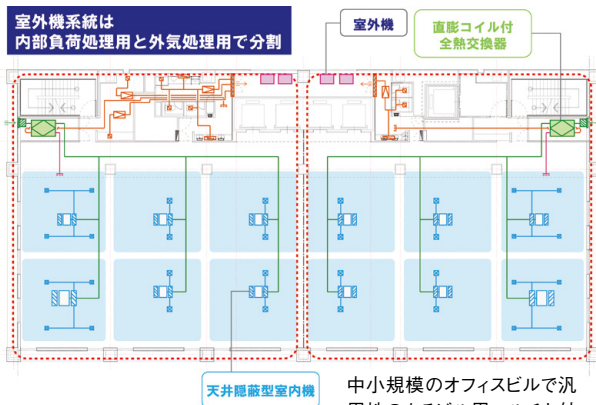 室外機系統は
内部負荷処理用と外気処理用で分割
室外機
直膨コイル付
全熱交換器
天井隠蔽型室内機
中小規模のオフィスビルで汎